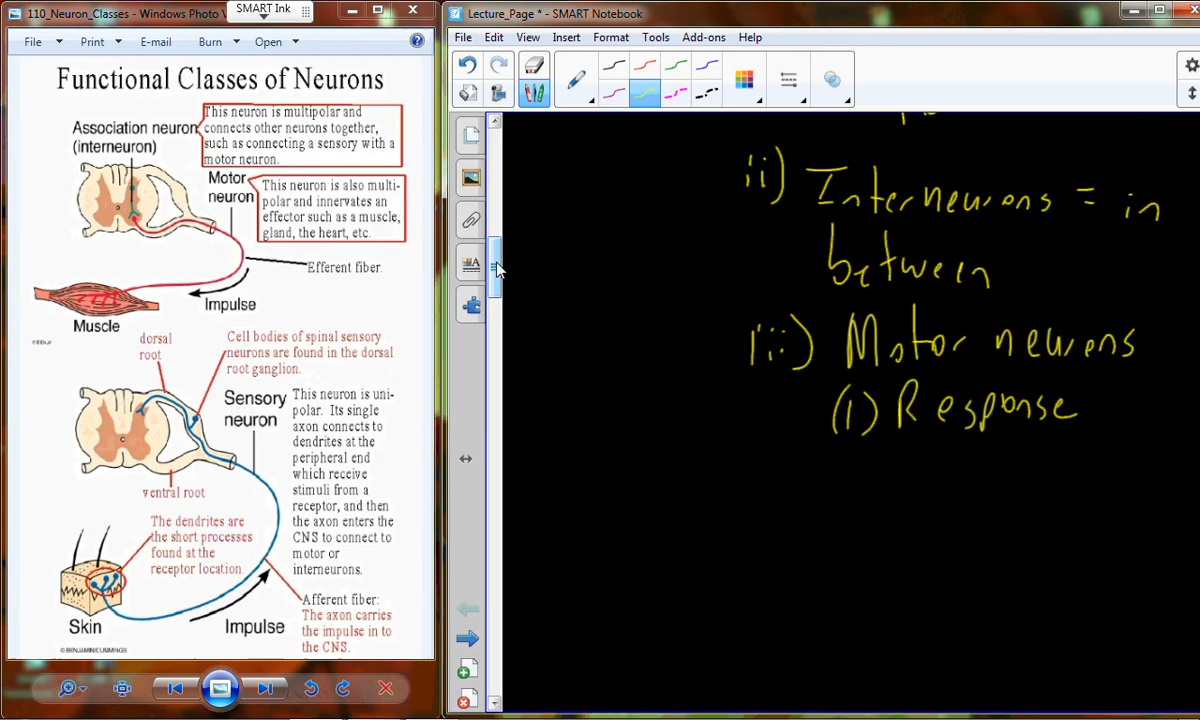 110_Neuron_Classes - Windows Photo V
SMART Ink
File Print E-mail Burn Open
Functional Classes of Neurons
Association neuron
(interneuron)
This neuron is multipolar and
connects other neurons together,
such as connecting a sensory with a
motor neuron.
Motor
neuron
This neuron is also multi-
polar and innervates an
effector such as a muscle,
gland, the heart, etc.
Efferent fiber.
Impulse
Muscle
dorsal
root
Cell bodies of spinal sensory
neurons are found in the dorsal
root ganglion.
Sensory
neuron
This neuron is uni-
polar. Its single
axon connects to
dendrites at the
peripheral end
which receive
stimuli from a
receptor, and then
the axon enters the
CNS to connect to
motor or
interneurons.
ventral root
The dendrites are
the short processes
found at the
receptor location.
Afferent fiber:
The axon carries
the impulse in to
the CNS.
Skin
Impulse
©BENJAMIN/CUMMINGS
Lecture_Page * - SMART Notebook
File Edit View Insert Format Tools Add-ons Help
ii) Interneurons = in
between
iii) Motor neurons
(1) Response